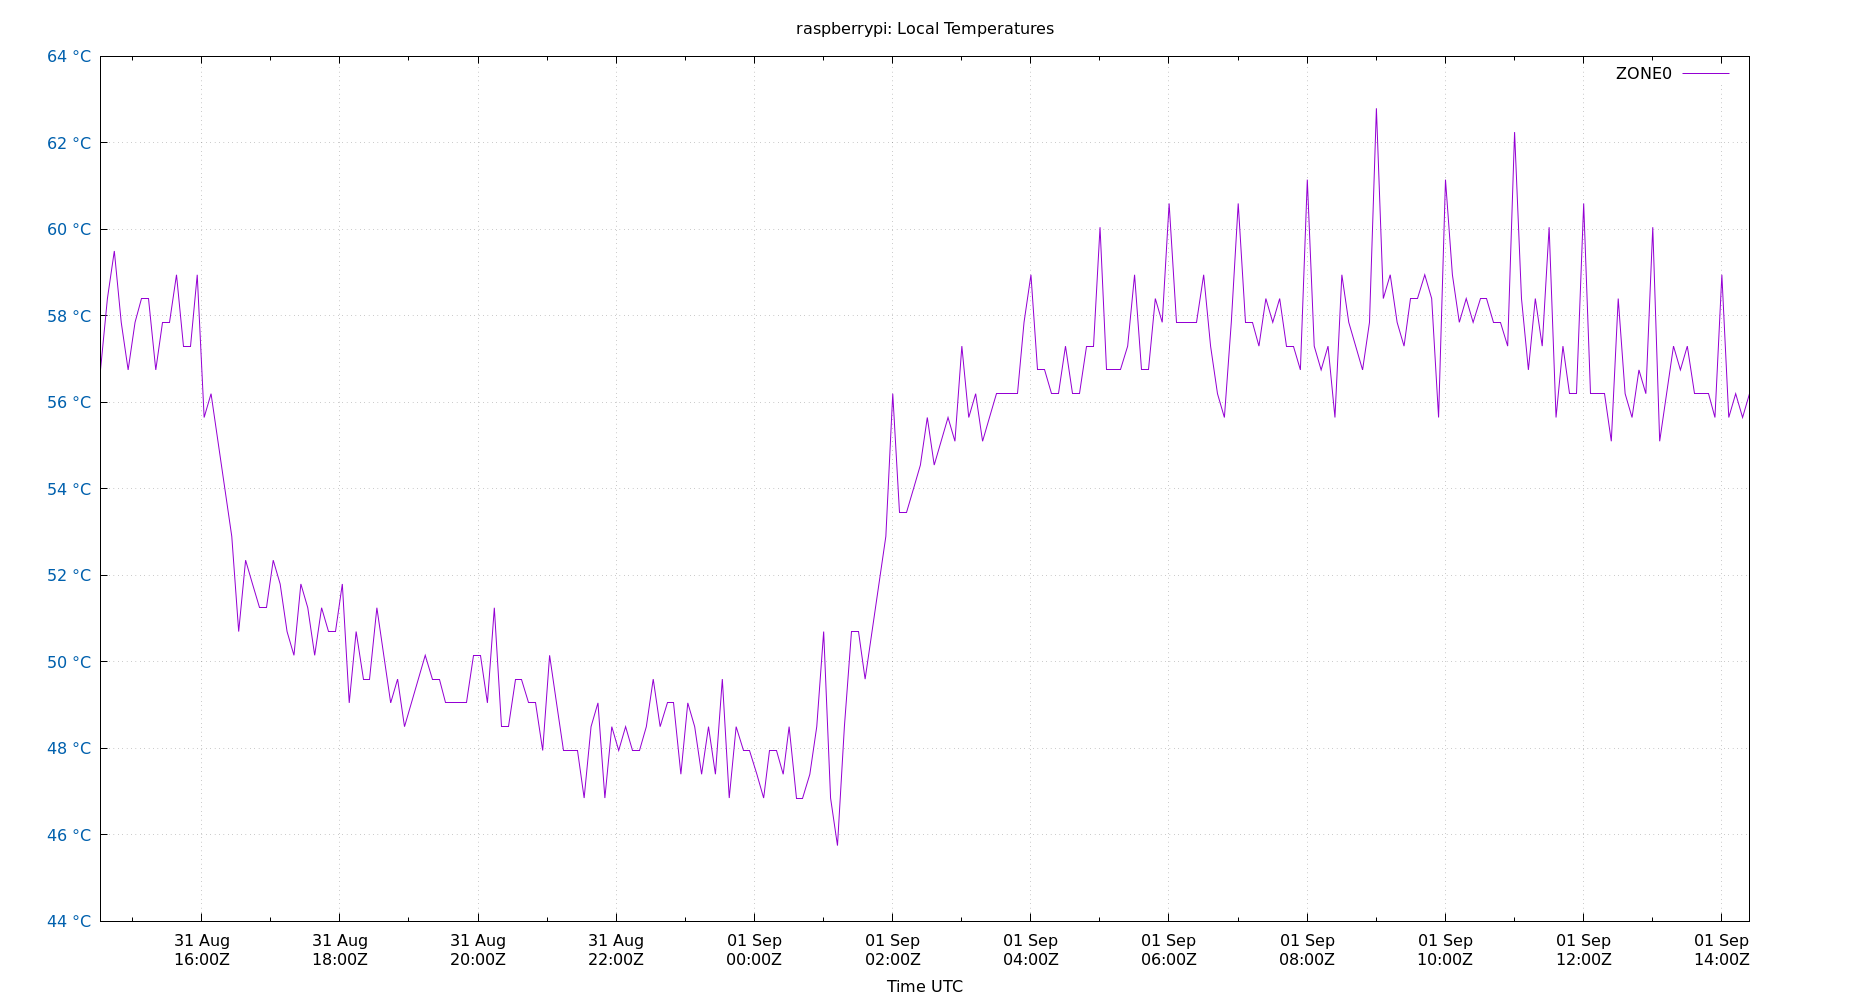 raspberrypi: Local Temperatures
64 °C
ZONE0
62 °C
60 °C
58 °C
56 °C
54 °C
52 °C
50 °C
48 °C
46 °C
44 °C
31 Aug 31 Aug 31 Aug 31 Aug 01 Sep 01 Sep 01 Sep 01 Sep 01 Sep 01 Sep 01 Sep 01 Sep
16:00Z 18:00Z 20:00Z 22:00Z 00:00Z 02:00Z 04:00Z 06:00Z 08:00Z 10:00Z 12:00Z 14:00Z
Time UTC